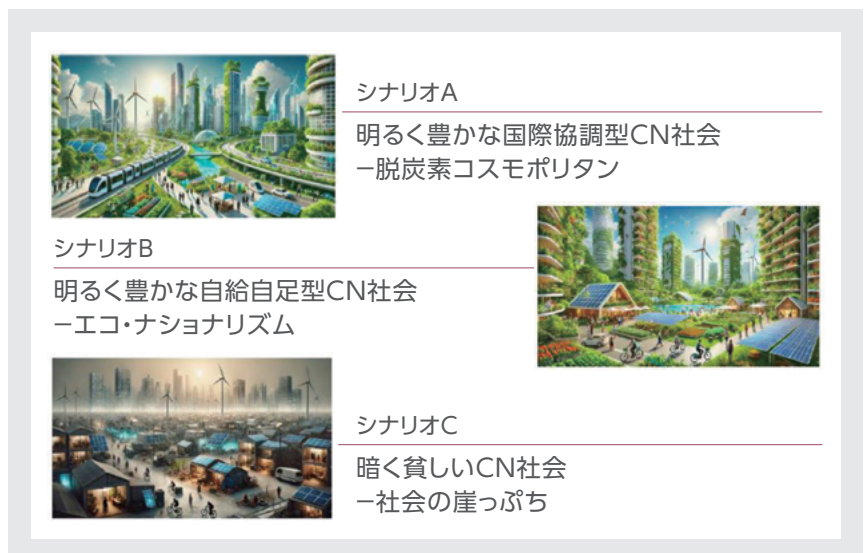 シナリオA
明るく豊かな国際協調型CN社会
−脱炭素コスモポリタン
シナリオB
明るく豊かな自給自足型CN社会
−エコ・ナショナリズム
シナリオC
暗く貧しいCN社会
−社会の崖っぷち